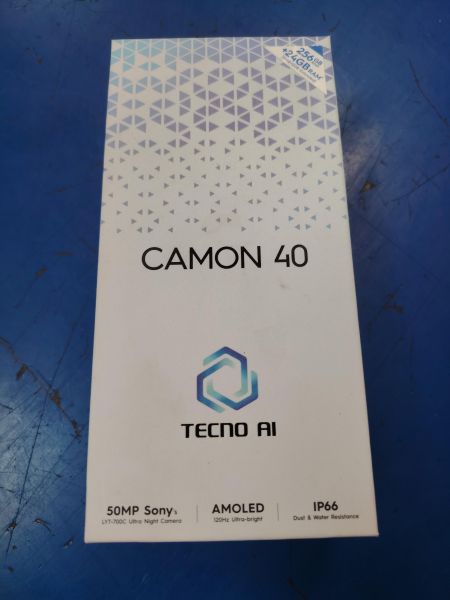 256GB
+24GB RAM*
CAMON 40
TECNO AI
50MP Sony's
LYT-700C Ultra Night Camera
AMOLED
120Hz Ultra-bright
IP66
Dust & Water Resistance